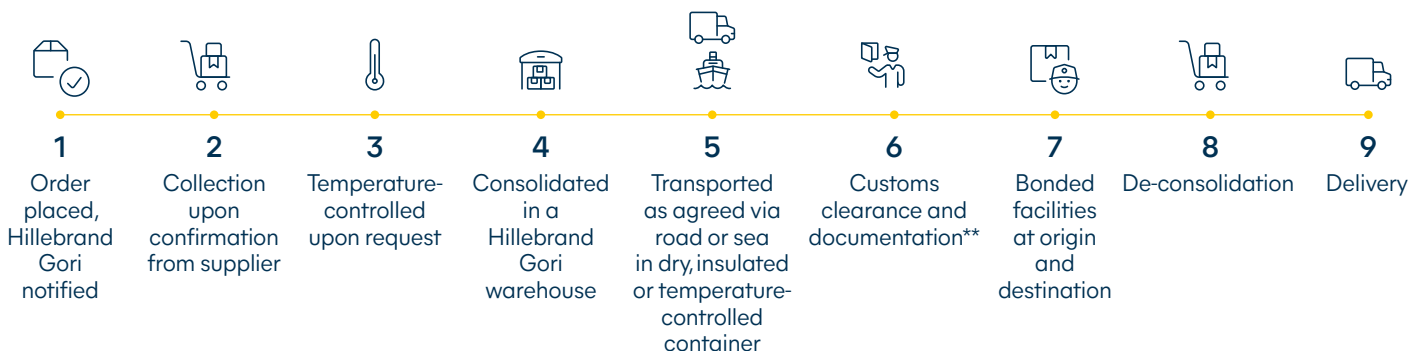 1
Order
placed,
Hillebrand
Gori
notified
2
Collection
upon
confirmation
from supplier
3
Temperature-
controlled
upon request
4
Consolidated
in a
Hillebrand
Gori
warehouse
5
Transported
as agreed via
road or sea
in dry, insulated
or temperature-
controlled
container
6
Customs
clearance and
documentation**
7
Bonded
facilities
at origin
and
destination
8
De-consolidation
9
Delivery